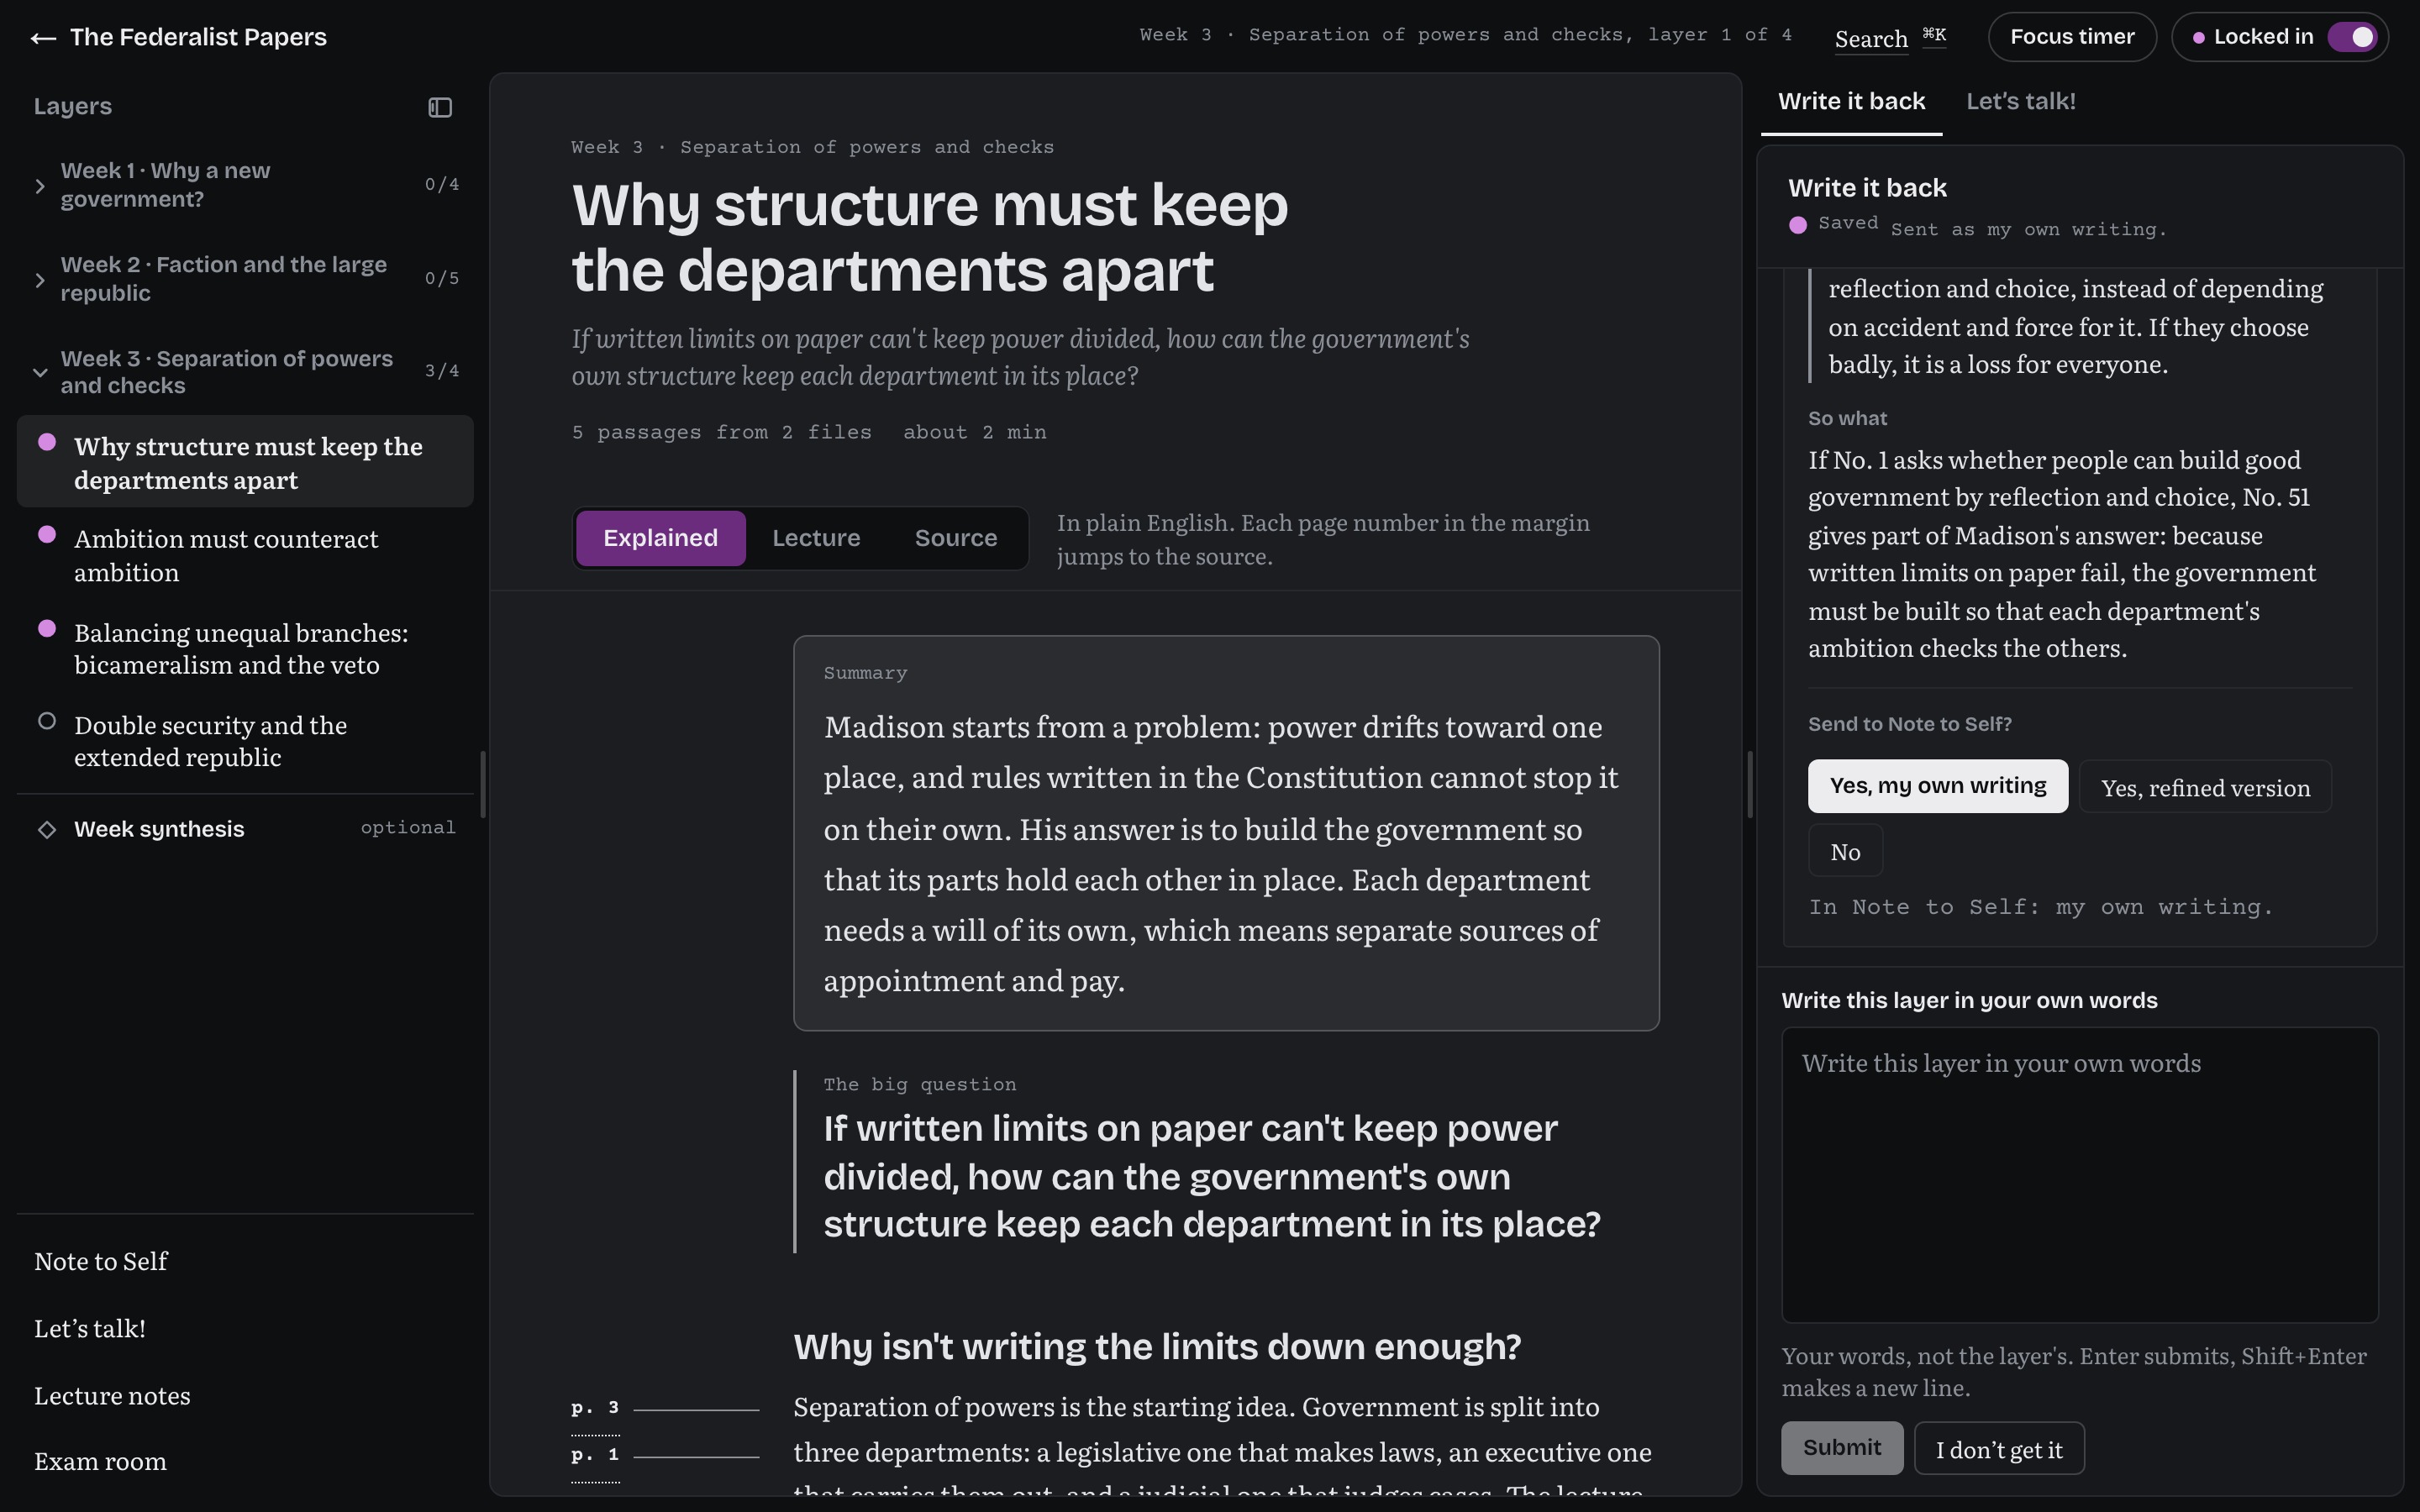 ← The Federalist Papers
Week 3 · Separation of powers and checks, layer 1 of 4
Search ⌘K
Focus timer
Locked in
Layers
Week 1 · Why a new
government?
0/4
Week 2 · Faction and the large
republic
0/5
Week 3 · Separation of powers
and checks
3/4
Why structure must keep the
departments apart
Ambition must counteract
ambition
Balancing unequal branches:
bicameralism and the veto
Double security and the
extended republic
Week synthesis
optional
Note to Self
Let’s talk!
Lecture notes
Exam room
Week 3 · Separation of powers and checks
Why structure must keep
the departments apart
If written limits on paper can't keep power divided, how can the government's
own structure keep each department in its place?
5 passages from 2 files about 2 min
Explained
Lecture
Source
In plain English. Each page number in the margin
jumps to the source.
Summary
Madison starts from a problem: power drifts toward one
place, and rules written in the Constitution cannot stop it
on their own. His answer is to build the government so
that its parts hold each other in place. Each department
needs a will of its own, which means separate sources of
appointment and pay.
The big question
If written limits on paper can't keep power
divided, how can the government's own
structure keep each department in its place?
Why isn't writing the limits down enough?
p. 3
Separation of powers is the starting idea. Government is split into
p. 1
three departments: a legislative one that makes laws, an executive one
that carries them out, and a judicial one that judges cases. The lecture
Write it back
Let’s talk!
Write it back
Saved Sent as my own writing.
reflection and choice, instead of depending
on accident and force for it. If they choose
badly, it is a loss for everyone.
So what
If No. 1 asks whether people can build good
government by reflection and choice, No. 51
gives part of Madison's answer: because
written limits on paper fail, the government
must be built so that each department's
ambition checks the others.
Send to Note to Self?
Yes, my own writing
Yes, refined version
No
In Note to Self: my own writing.
Write this layer in your own words
Write this layer in your own words
Your words, not the layer's. Enter submits, Shift+Enter
makes a new line.
Submit
I don’t get it